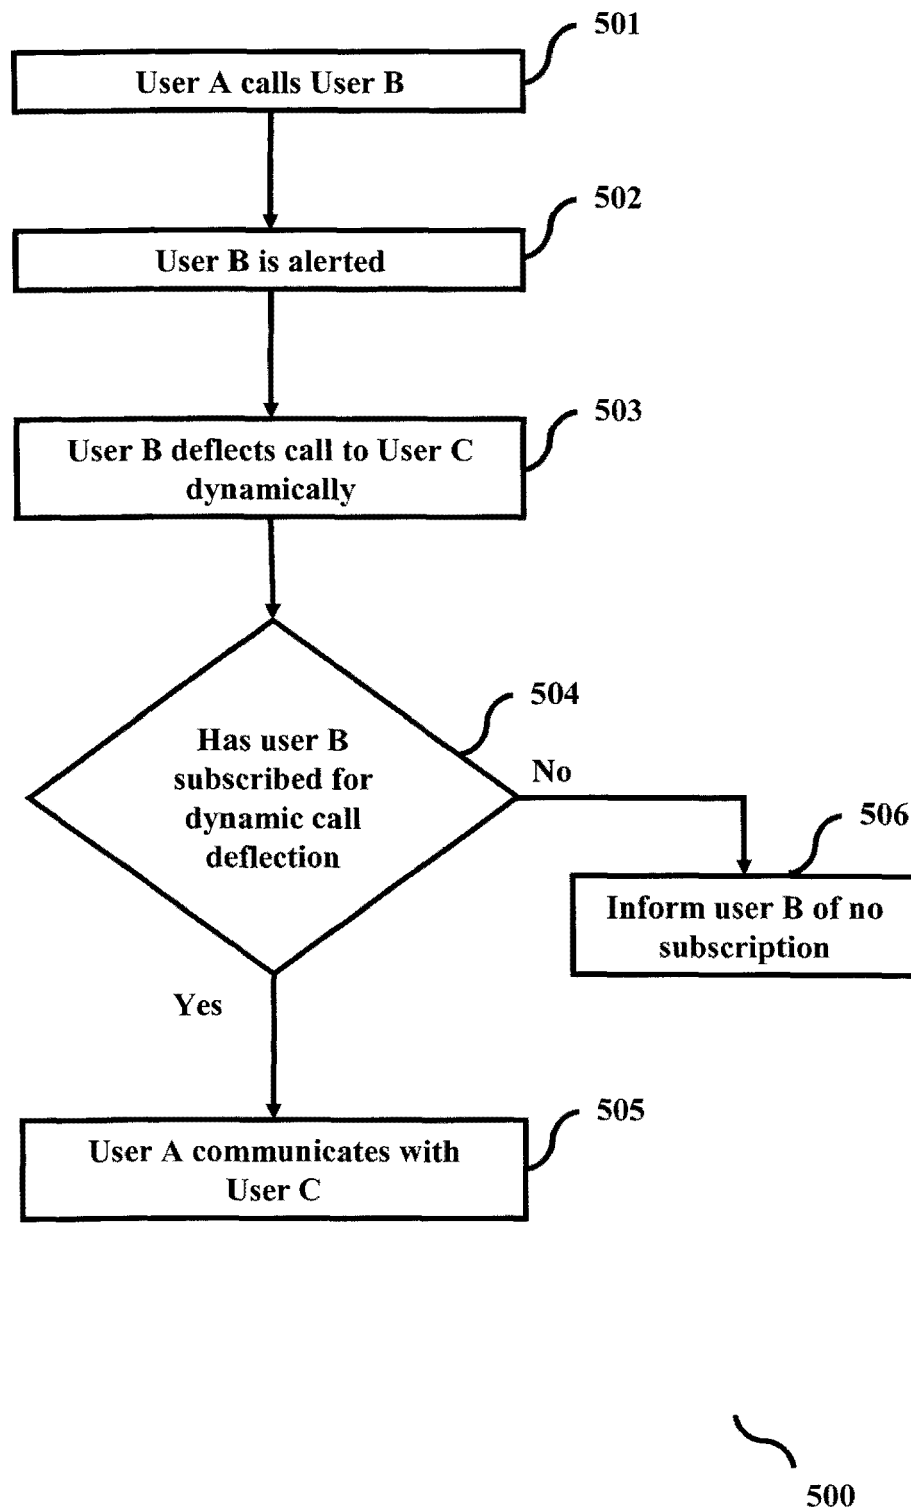 501
User A calls User B
502
User B is alerted
503
User B deflects call to User C
dynamically
504
Has user B
subscribed for
dynamic call
deflection
No
506
Inform user B of no
subscription
Yes
505
User A communicates with
User C
500